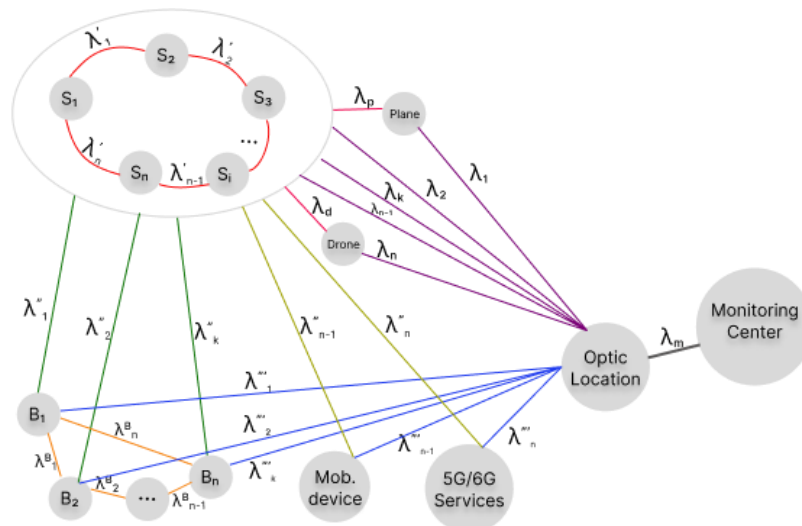 λ′₁
λ′₂
S₂
S₁
S₃
λₚ
Plane
...
λ′ₙ
λ′ₙ₋₁
Sₙ
Sᵢ
λ₁
λₖ
λ₂
λₙ₋₁
λ_d
Drone
λₙ
Monitoring
Center
λ″₁
λ″₂
λ″ₖ
λ″ₙ₋₁
λ″ₙ
λₘ
Optic
Location
λ‴₁
B₁
λᴮₙ
λ‴₂
λ‴ₙ₋₁
λ‴ₙ
λᴮ₁
Bₙ
λ‴ₖ
Mob.
device
5G/6G
Services
B₂
λᴮ₂
...
λᴮₙ₋₁